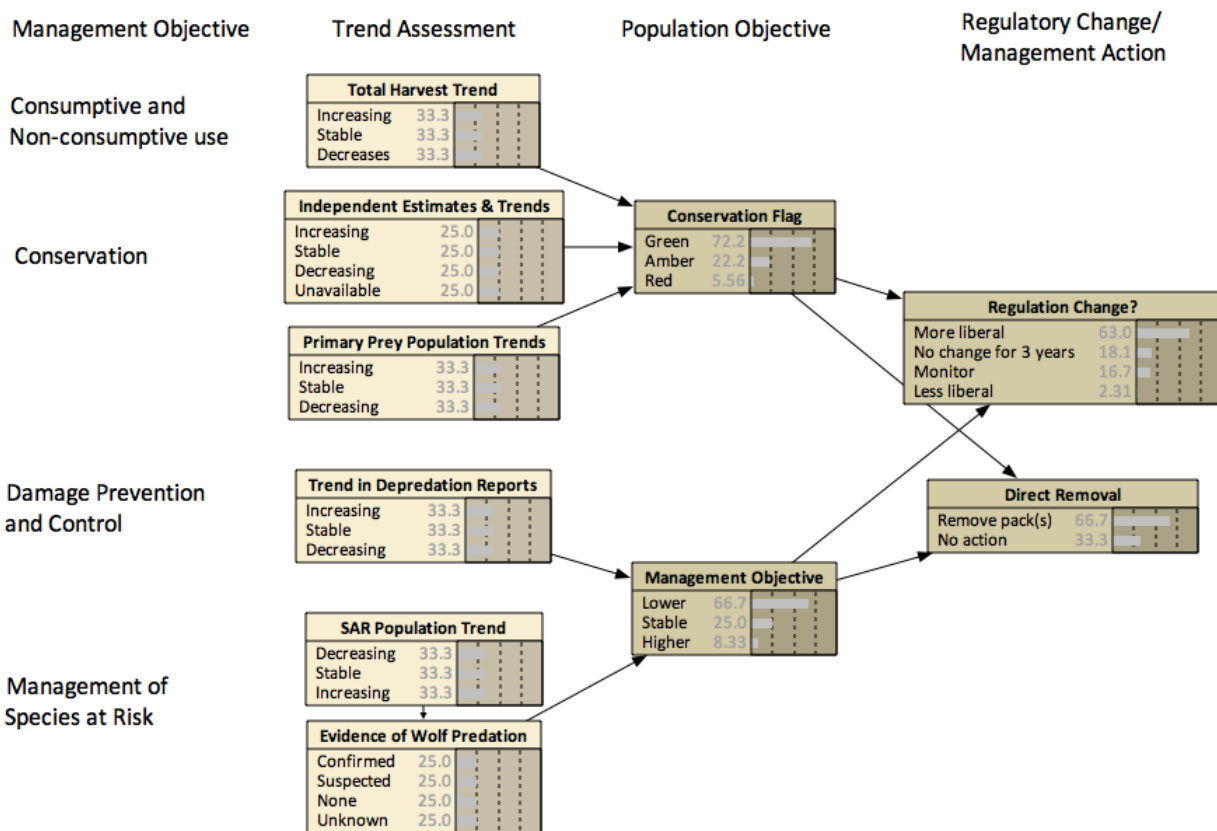 Management Objective
Trend Assessment
Population Objective
Regulatory Change/
Management Action
Consumptive and
Non-consumptive use
Total Harvest Trend
Increasing 33.3
Stable 33.3
Decreases 33.3
Conservation
Independent Estimates & Trends
Increasing 25.0
Stable 25.0
Decreasing 25.0
Unavailable 25.0
Primary Prey Population Trends
Increasing 33.3
Stable 33.3
Decreasing 33.3
Conservation Flag
Green 72.2
Amber 22.2
Red 5.56
Regulation Change?
More liberal 63.0
No change for 3 years 18.1
Monitor 16.7
Less liberal 2.31
Damage Prevention
and Control
Trend in Depredation Reports
Increasing 33.3
Stable 33.3
Decreasing 33.3
Direct Removal
Remove pack(s) 66.7
No action 33.3
Management Objective
Lower 66.7
Stable 25.0
Higher 8.33
Management of
Species at Risk
SAR Population Trend
Decreasing 33.3
Stable 33.3
Increasing 33.3
Evidence of Wolf Predation
Confirmed 25.0
Suspected 25.0
None 25.0
Unknown 25.0